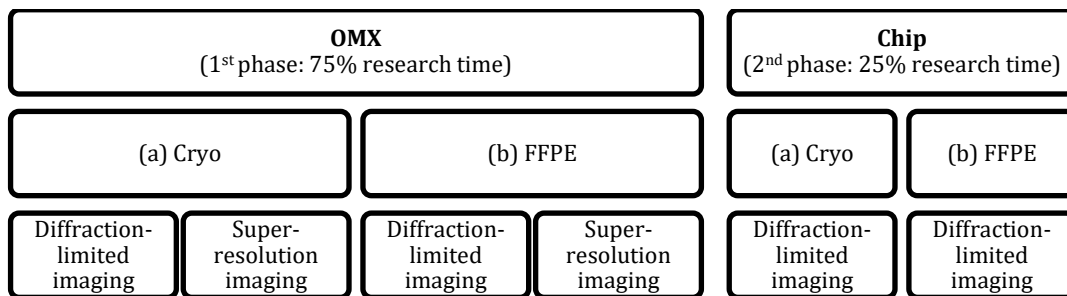 OMX
(1st phase: 75% research time)
Chip
(2nd phase: 25% research time)
(a) Cryo
(b) FFPE
(a) Cryo
(b) FFPE
Diffraction-
limited
imaging
Super-
resolution
imaging
Diffraction-
limited
imaging
Super-
resolution
imaging
Diffraction-
limited
imaging
Diffraction-
limited
imaging